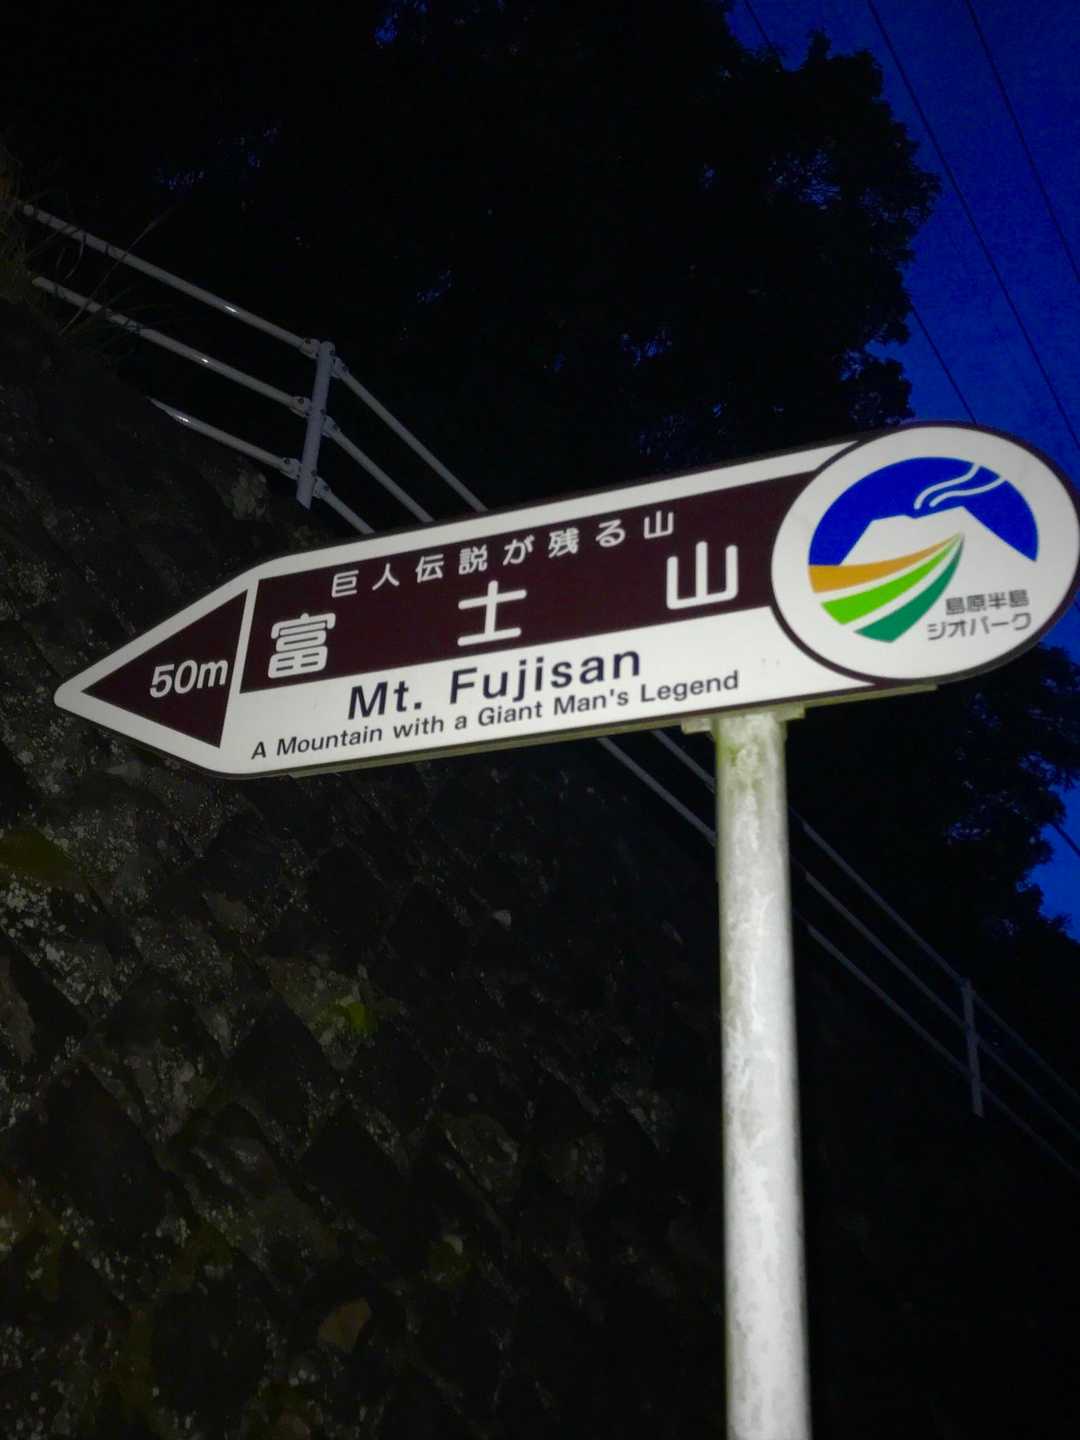 巨人伝説が残る山
富士山
50m
Mt. Fujisan
A Mountain with a Giant Man's Legend
島原半島
ジオパーク